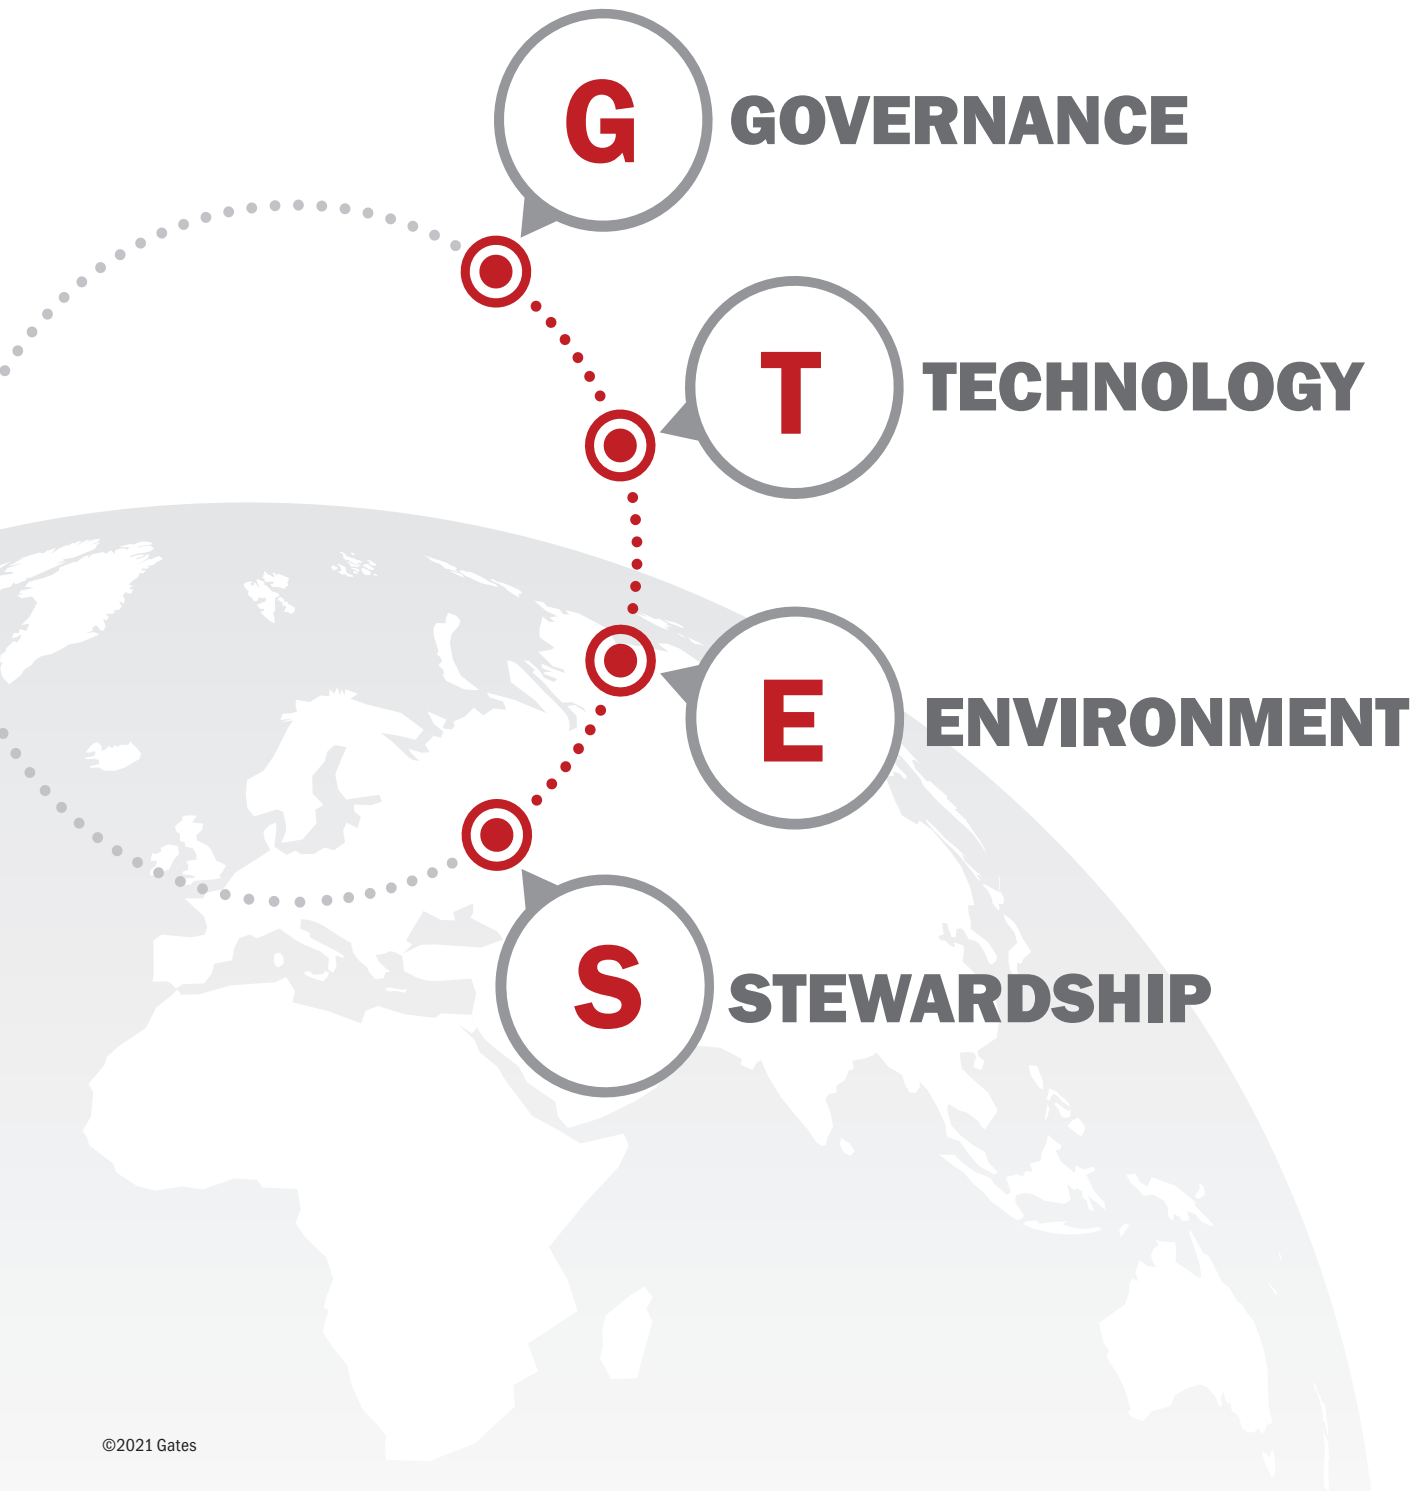 G
GOVERNANCE
T
TECHNOLOGY
E
ENVIRONMENT
S
STEWARDSHIP
©2021 Gates